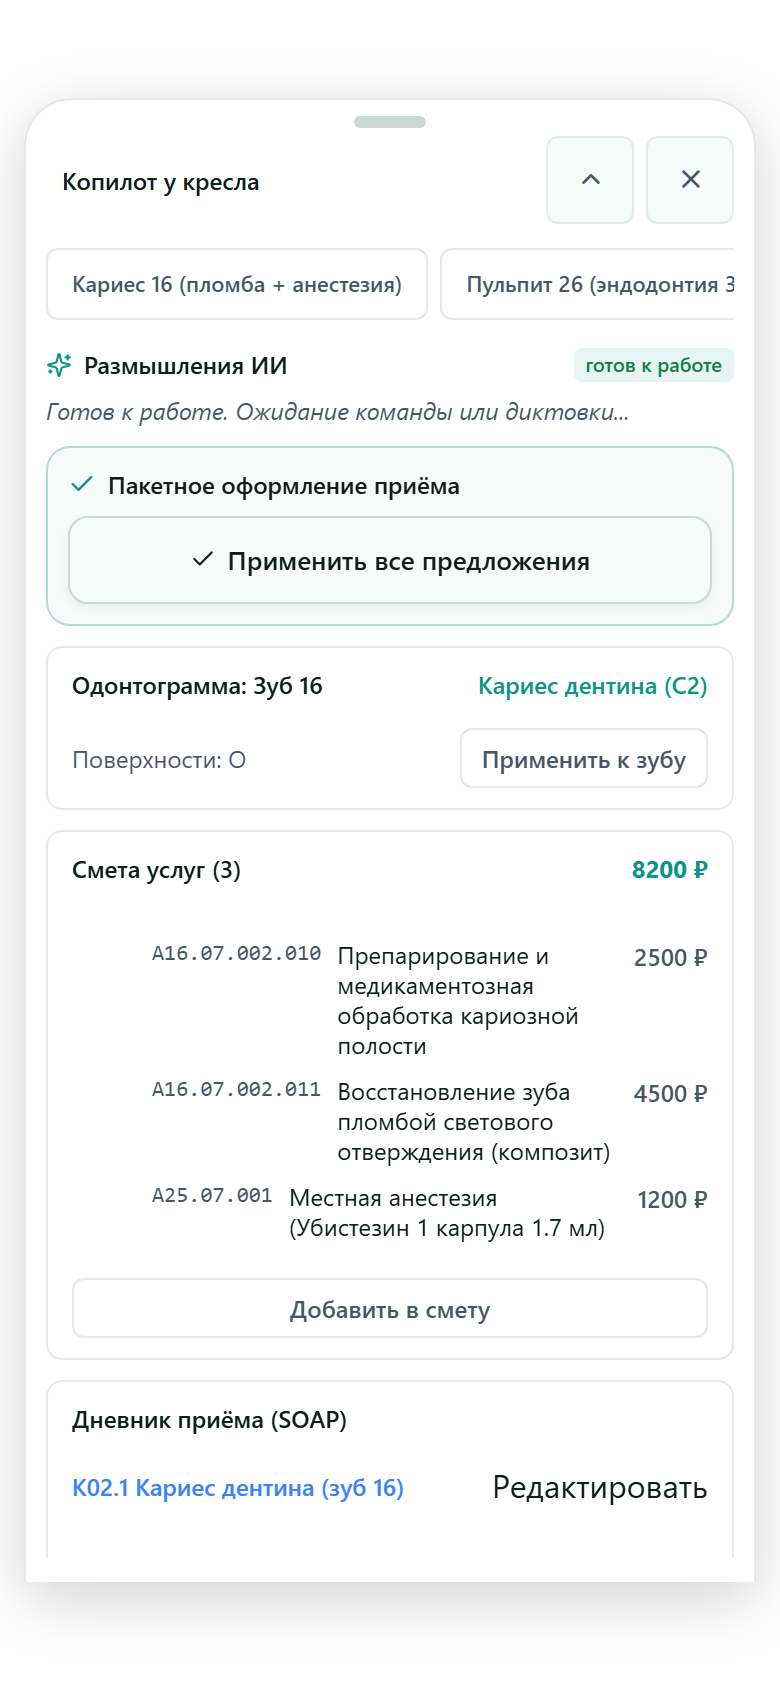 Копилот у кресла
Кариес 16 (пломба + анестезия)
Пульпит 26 (эндодонтия 3
Размышления ИИ
готов к работе
Готов к работе. Ожидание команды или диктовки...
Пакетное оформление приёма
Применить все предложения
Одонтограмма: Зуб 16
Кариес дентина (C2)
Поверхности: O
Применить к зубу
Смета услуг (3)
8200 ₽
A16.07.002.010
Препарирование и
медикаментозная
обработка кариозной
полости
2500 ₽
A16.07.002.011
Восстановление зуба
пломбой светового
отверждения (композит)
4500 ₽
A25.07.001
Местная анестезия
(Убистезин 1 карпула 1.7 мл)
1200 ₽
Добавить в смету
Дневник приёма (SOAP)
K02.1 Кариес дентина (зуб 16)
Редактировать